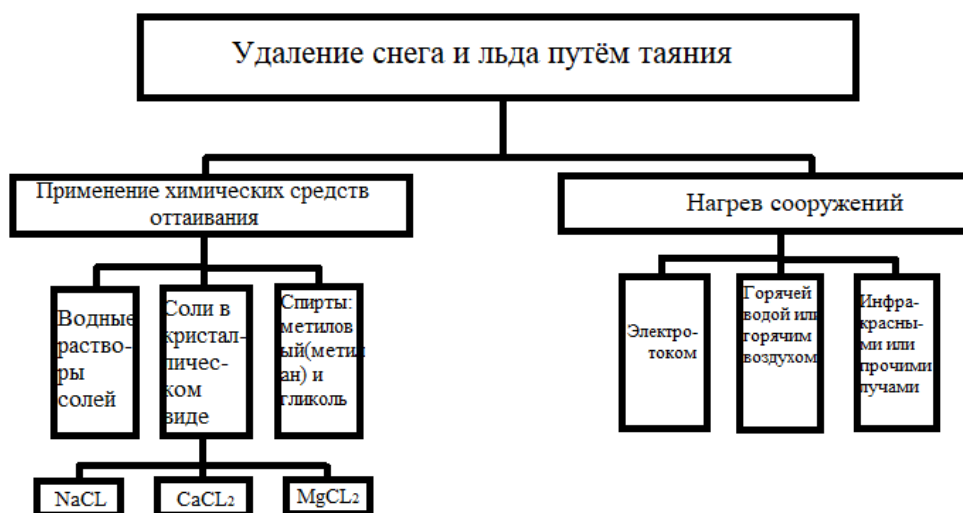 Удаление снега и льда путём таяния
Применение химических средств
оттаивания
Нагрев сооружений
Водные
раство-
ры
солей
Соли в
кристал-
личес-
ком
виде
Спирты:
метилов
ый(метил
ан) и
гликоль
Электро-
током
Горячей
водой или
горячим
воздухом
Инфра-
красны-
ми или
прочими
лучами
NaCL
CaCL₂
MgCL₂